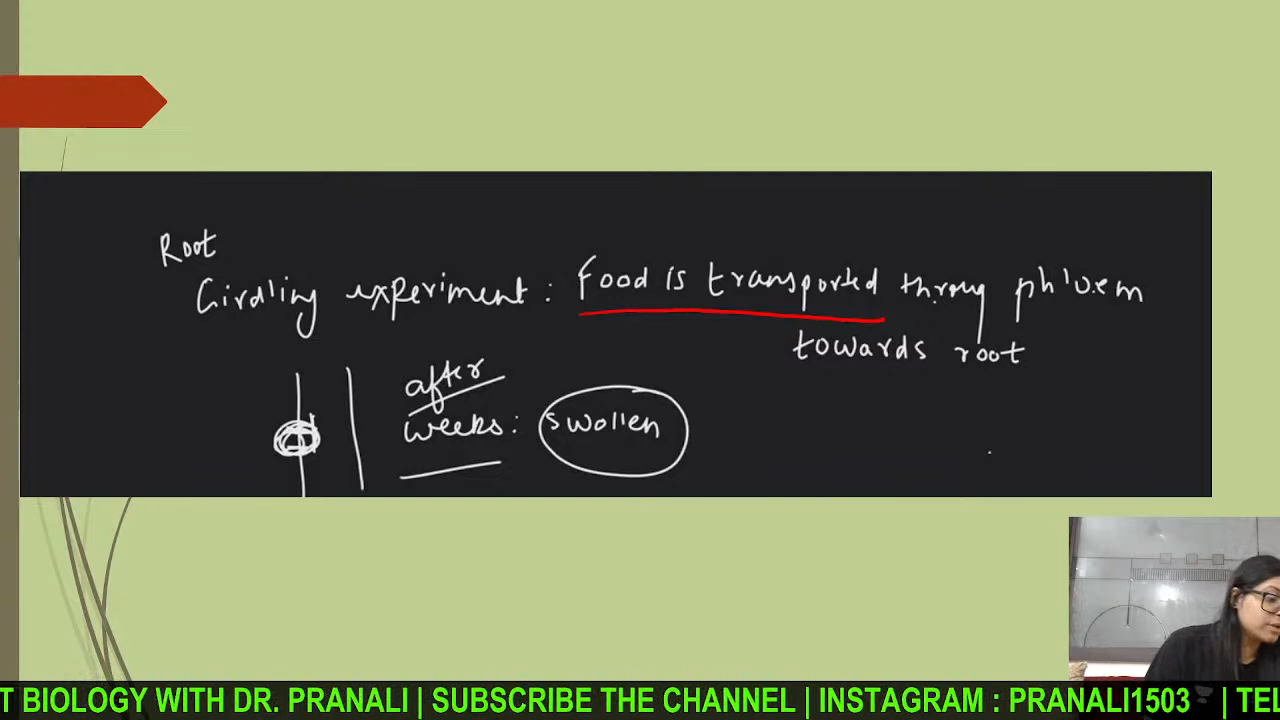 Root
Girdling experiment : Food is transported throug phloem
towards root
after
weeks : swollen
T BIOLOGY WITH DR. PRANALI | SUBSCRIBE THE CHANNEL | INSTAGRAM : PRANALI1503 | TEL